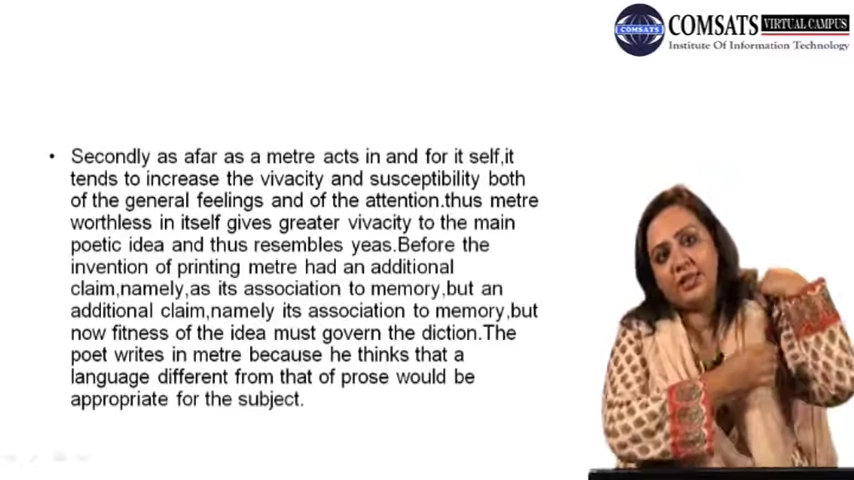 COMSATS
COMSATS VIRTUAL CAMPUS
Institute Of Information Technology
• Secondly as afar as a metre acts in and for it self,it
tends to increase the vivacity and susceptibility both
of the general feelings and of the attention.thus metre
worthless in itself gives greater vivacity to the main
poetic idea and thus resembles yeas.Before the
invention of printing metre had an additional
claim,namely,as its association to memory,but an
additional claim,namely its association to memory,but
now fitness of the idea must govern the diction.The
poet writes in metre because he thinks that a
language different from that of prose would be
appropriate for the subject.